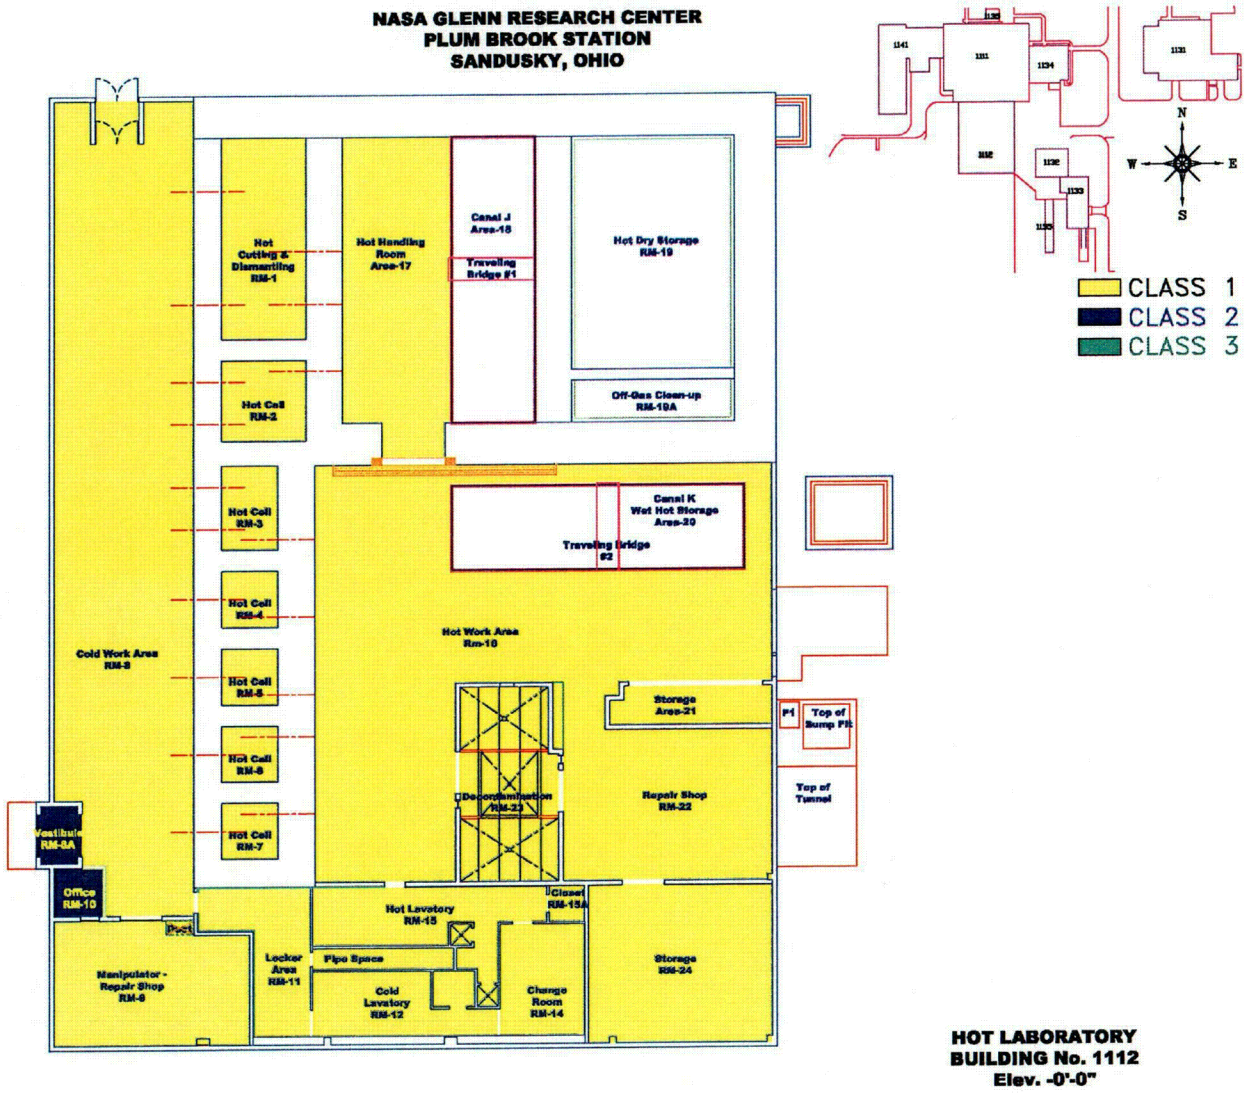 NASA GLENN RESEARCH CENTER
PLUM BROOK STATION
SANDUSKY, OHIO
1141
1111
1134
1131
1112
1132
1133
N
W
E
S
CLASS 1
CLASS 2
CLASS 3
Hot
Cutting &
Dismantling
RM-1
Hot Handling
Room
Area-17
Canal J
Area-18
Traveling
Bridge #1
Hot Dry Storage
RM-19
Off-Gas Clean-up
RM-19A
Hot Cell
RM-2
Hot Cell
RM-3
Canal K
Wet Hot Storage
Area-20
Traveling Bridge
#2
Hot Cell
RM-4
Hot Work Area
Cold Work Area
RM-8
Hot Cell
RM-5
Storage
Area-21
Top of
Sump Pit
Hot Cell
RM-6
Decontamination
RM-23
Repair Shop
RM-22
Top of
Tunnel
Vestibule
RM-8A
Hot Cell
RM-7
Office
RM-10
Hot Lavatory
RM-15
Closet
RM-15A
Duct
Manipulator -
Repair Shop
RM-9
Locker
Area
RM-11
Pipe Space
Cold
Lavatory
RM-12
Change
Room
RM-14
Storage
RM-24
HOT LABORATORY
BUILDING No. 1112
Elev. -0'-0"